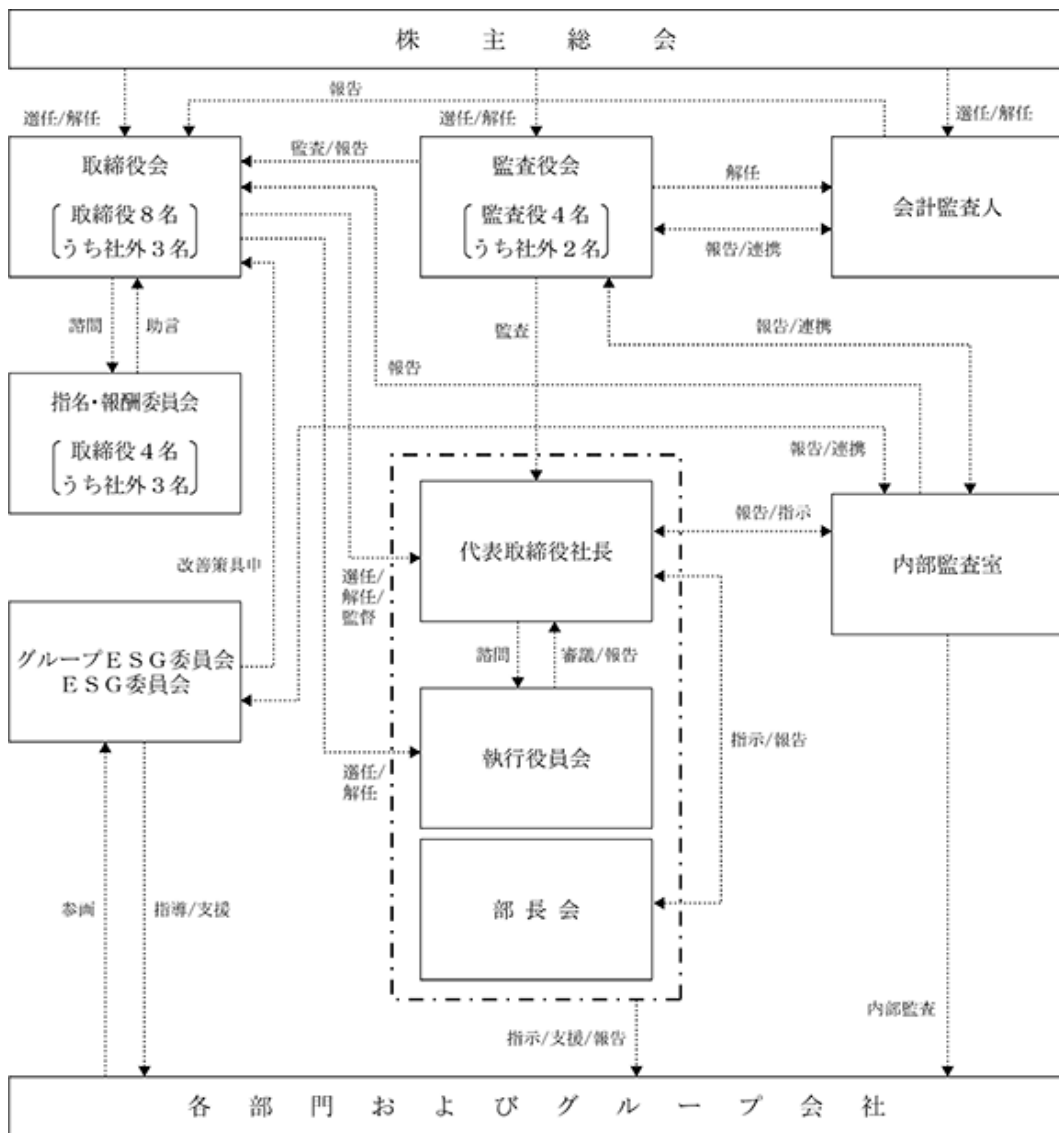 株主総会
報告
選任/解任
選任/解任
選任/解任
取締役会
取締役8名
うち社外3名
監査/報告
監査役会
監査役4名
うち社外2名
解任
報告/連携
会計監査人
諮問
助言
監査
報告/連携
報告
指名・報酬委員会
取締役4名
うち社外3名
報告/連携
代表取締役社長
報告/指示
内部監査室
改善策具申
選任/
解任/
監督
諮問
審議/報告
グループESG委員会
ESG委員会
執行役員会
指示/報告
選任/
解任
部長会
参画
指導/支援
内部監査
指示/支援/報告
各部門およびグループ会社